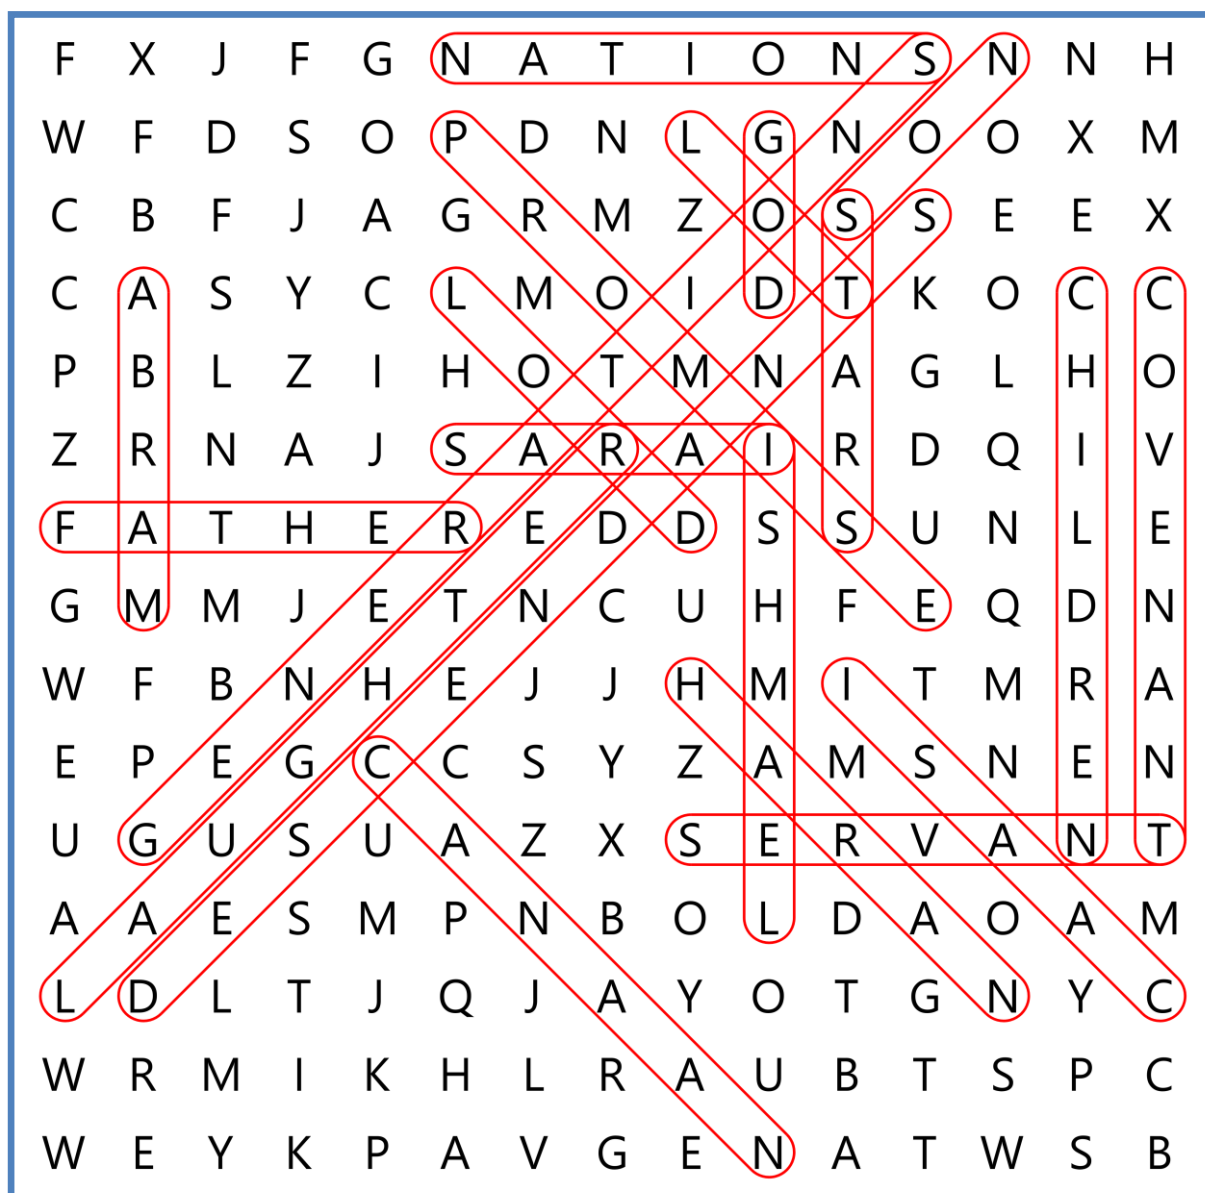 F X J F G N A T I O N S N N H
W F D S O P D N L G N O O X M
C B F J A G R M Z O S S E E X
C A S Y C L M O I D T K O C C
P B L Z I H O T M N A G L H O
Z R N A J S A R A I R D Q I V
F A T H E R E D D S S U N L E
G M M J E T N C U H F E Q D N
W F B N H E J J H M I T M R A
E P E G C C S Y Z A M S N E N
U G U S U A Z X S E R V A N T
A A E S M P N B O L D A O A M
L D L T J Q J A Y O T G N Y C
W R M I K H L R A U B T S P C
W E Y K P A V G E N A T W S B